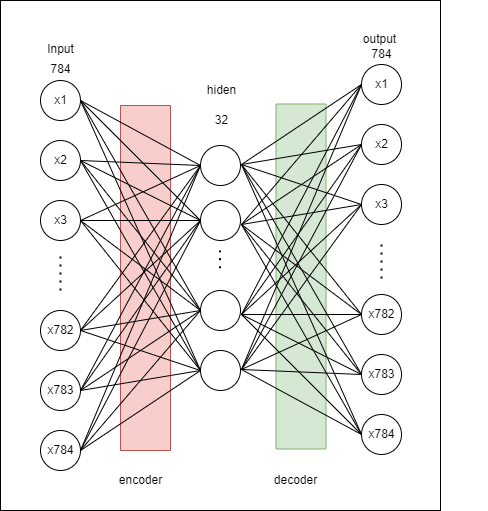 Input
784
x1
x2
x3
x782
x783
x784
hiden
32
output
784
x1
x2
x3
x782
x783
x784
encoder
decoder